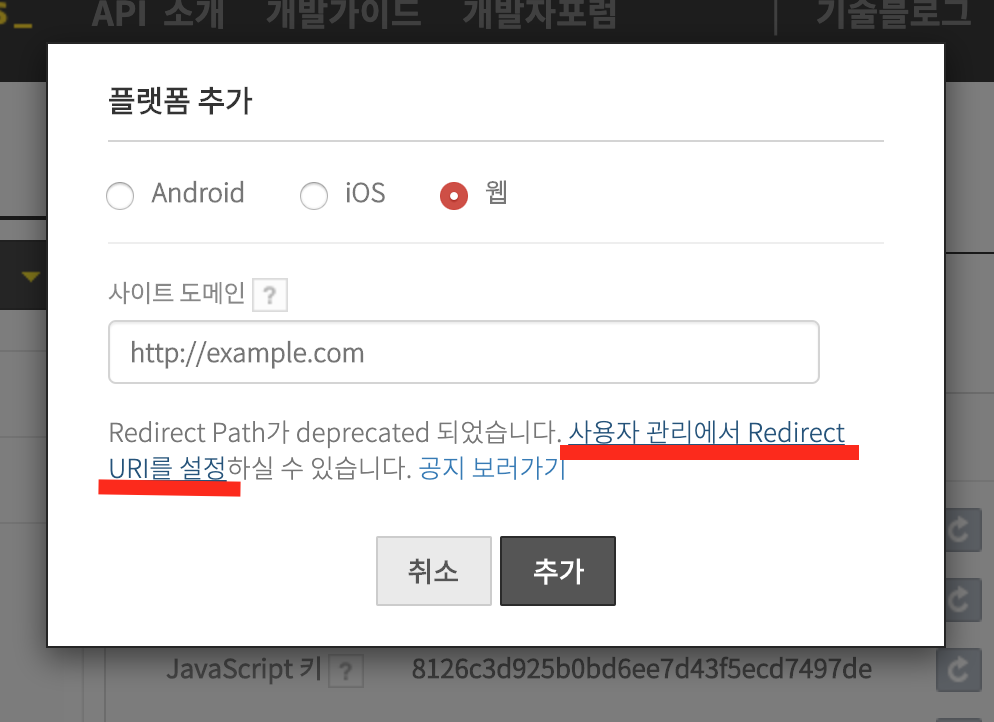 s_ API 소개 개발가이드 개발자포럼 기술블로그
플랫폼 추가
Android iOS 웹
사이트 도메인 ?
http://example.com
Redirect Path가 deprecated 되었습니다. 사용자 관리에서 Redirect
URI를 설정하실 수 있습니다. 공지 보러가기
취소 추가
JavaScript 키 ? 8126c3d925b0bd6ee7d43f5ecd7497de